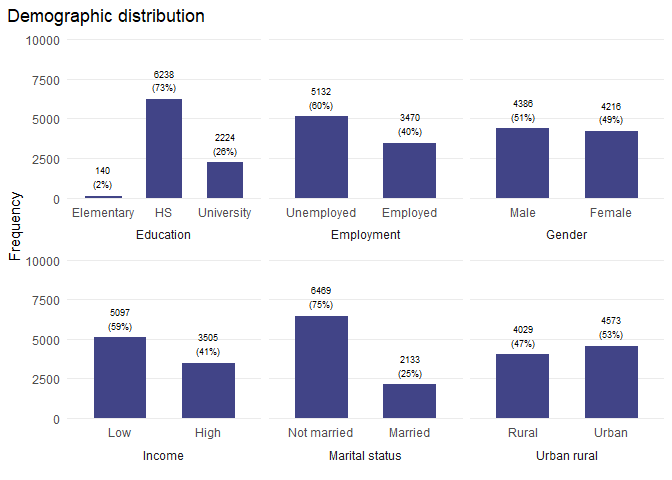 Demographic distribution
Frequency
10000
7500
5000
2500
0
140
(2%)
6238
(73%)
2224
(26%)
Elementary HS University
Education
5132
(60%)
3470
(40%)
Unemployed Employed
Employment
4386
(51%)
4216
(49%)
Male Female
Gender
10000
7500
5000
2500
0
5097
(59%)
3505
(41%)
Low High
Income
6469
(75%)
2133
(25%)
Not married Married
Marital status
4029
(47%)
4573
(53%)
Rural Urban
Urban rural